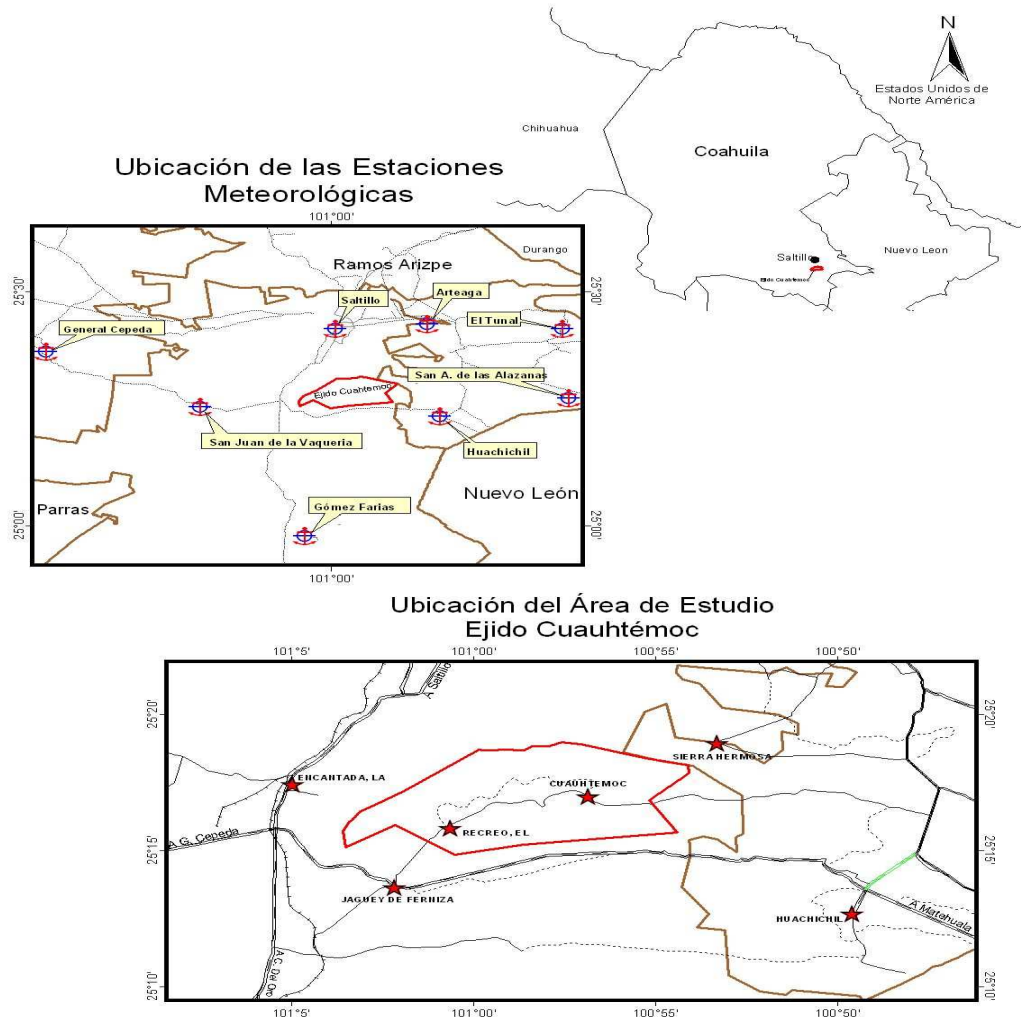 N
Estados Unidos de
Norte América
Chihuahua
Coahuila
Nuevo Leon
Saltillo
Ejido Cuahtemoc
Ubicación de las Estaciones
Meteorológicas
101°00'
Durango
Ramos Arizpe
25°30'
25°30'
Saltillo
Arteaga
El Tunal
General Cepeda
San A. de las Alazanas
Ejido Cuahtemoc
San Juan de la Vaqueria
Huachichil
Nuevo León
Parras
Gómez Farias
25°00'
25°00'
101°00'
Ubicación del Área de Estudio
Ejido Cuauhtémoc
101°5'
101°00'
100°55'
100°50'
A Saltillo
25°20'
25°20'
SIERRA HERMOSA
ENCANTADA, LA
CUAUHTEMOC
RECREO, EL
A G. Cepeda
25°15'
25°15'
JAGUEY DE FERNIZA
HUACHICHIL
A Matehuala
A C. Del Oro
25°10'
25°10'
101°5'
101°00'
100°55'
100°50'